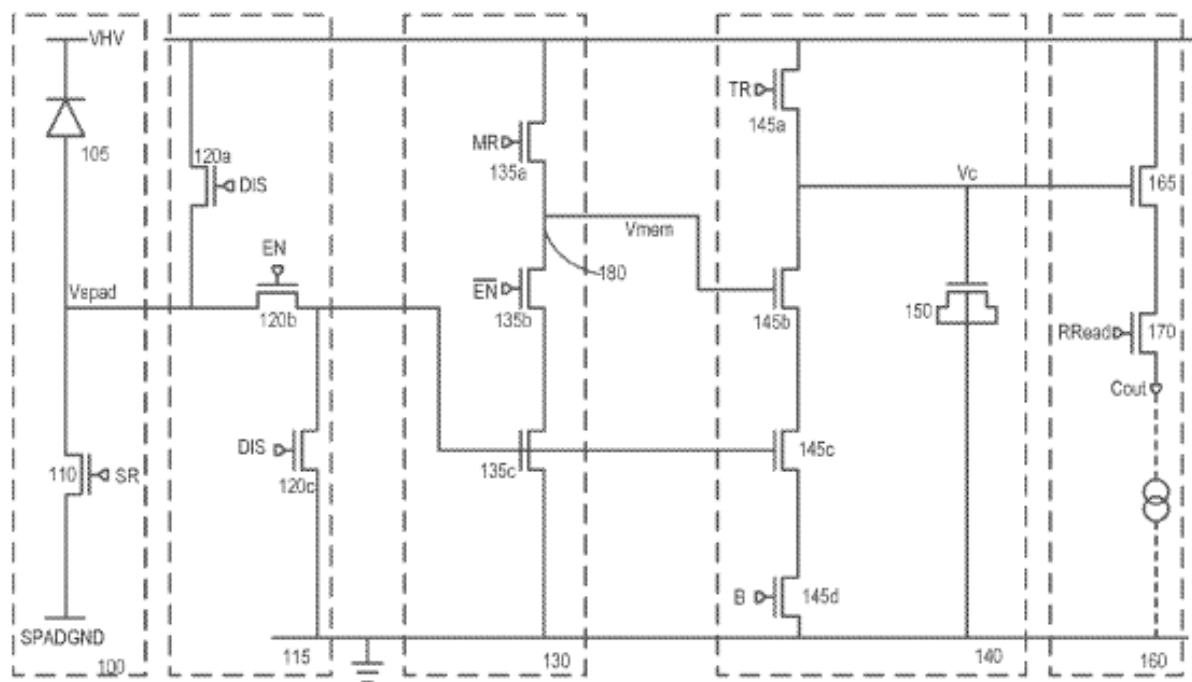 VHV
105
Vspad
110
SR
SPADGND
100
120a
DIS
EN
120b
DIS
120c
115
MR
135a
Vmem
180
E̅N̅
135b
135c
130
TR
145a
Vc
145b
150
145c
B
145d
140
165
RRead
170
Cout
160